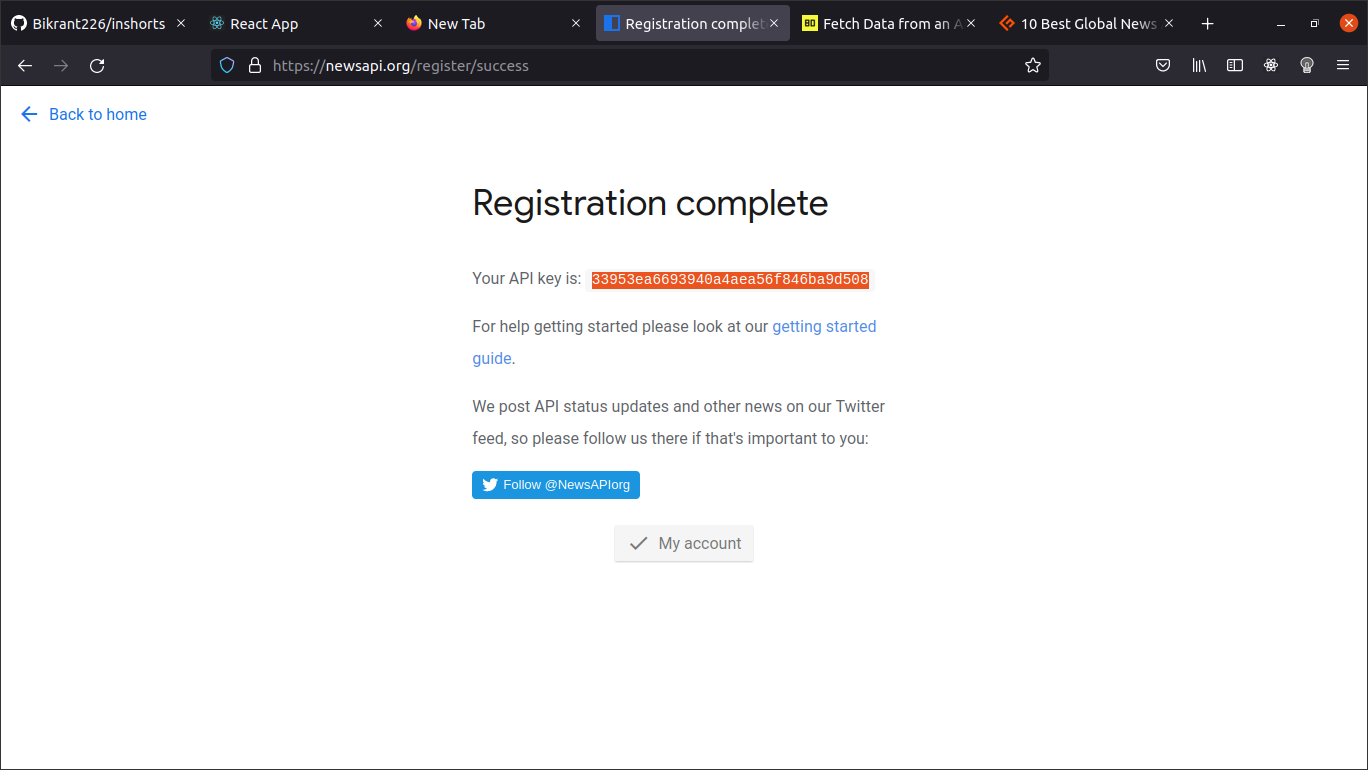 Bikrant226/inshorts
React App
New Tab
Registration complet
Fetch Data from an A
10 Best Global News
https://newsapi.org/register/success
Back to home
Registration complete
Your API key is: 33953ea6693940a4aea56f846ba9d508
For help getting started please look at our getting started
guide.
We post API status updates and other news on our Twitter
feed, so please follow us there if that's important to you:
Follow @NewsAPIorg
My account